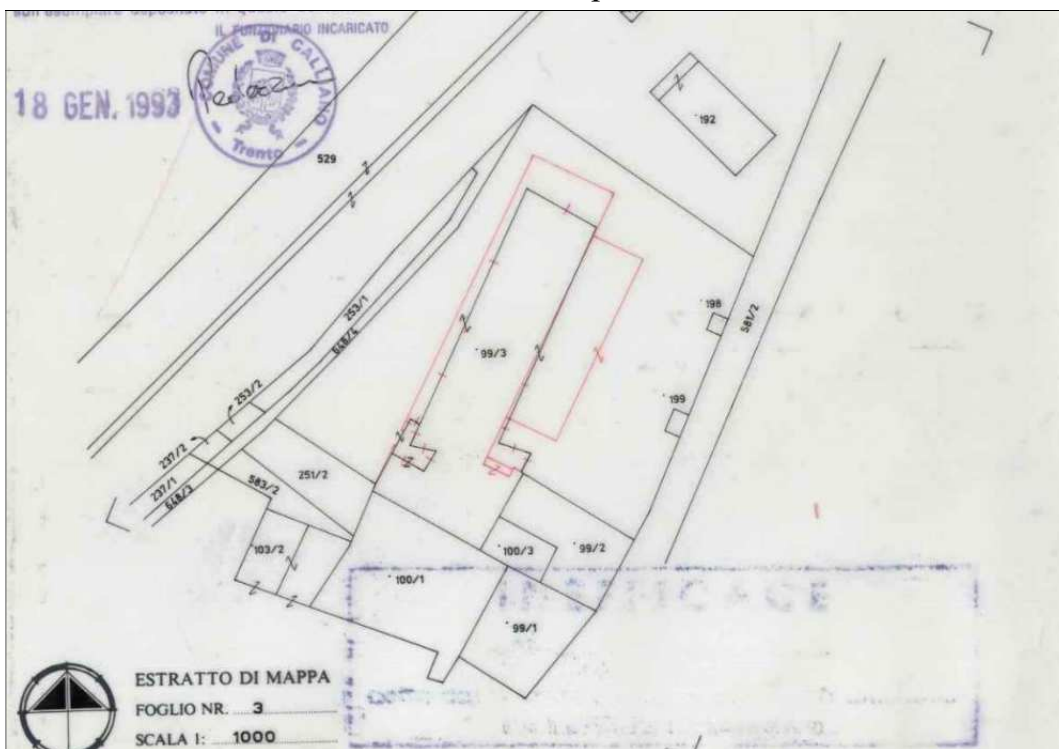 IL FUNZIONARIO INCARICATO
COMUNE DI CALLIANO
Trento
18 GEN. 1993
529
192
198
581/2
199
253/1
648/4
99/3
253/2
237/2
237/1
648/3
583/2
251/2
103/2
100/3
99/2
100/1
99/1
ESTRATTO DI MAPPA
FOGLIO NR. 3
SCALA 1: 1000